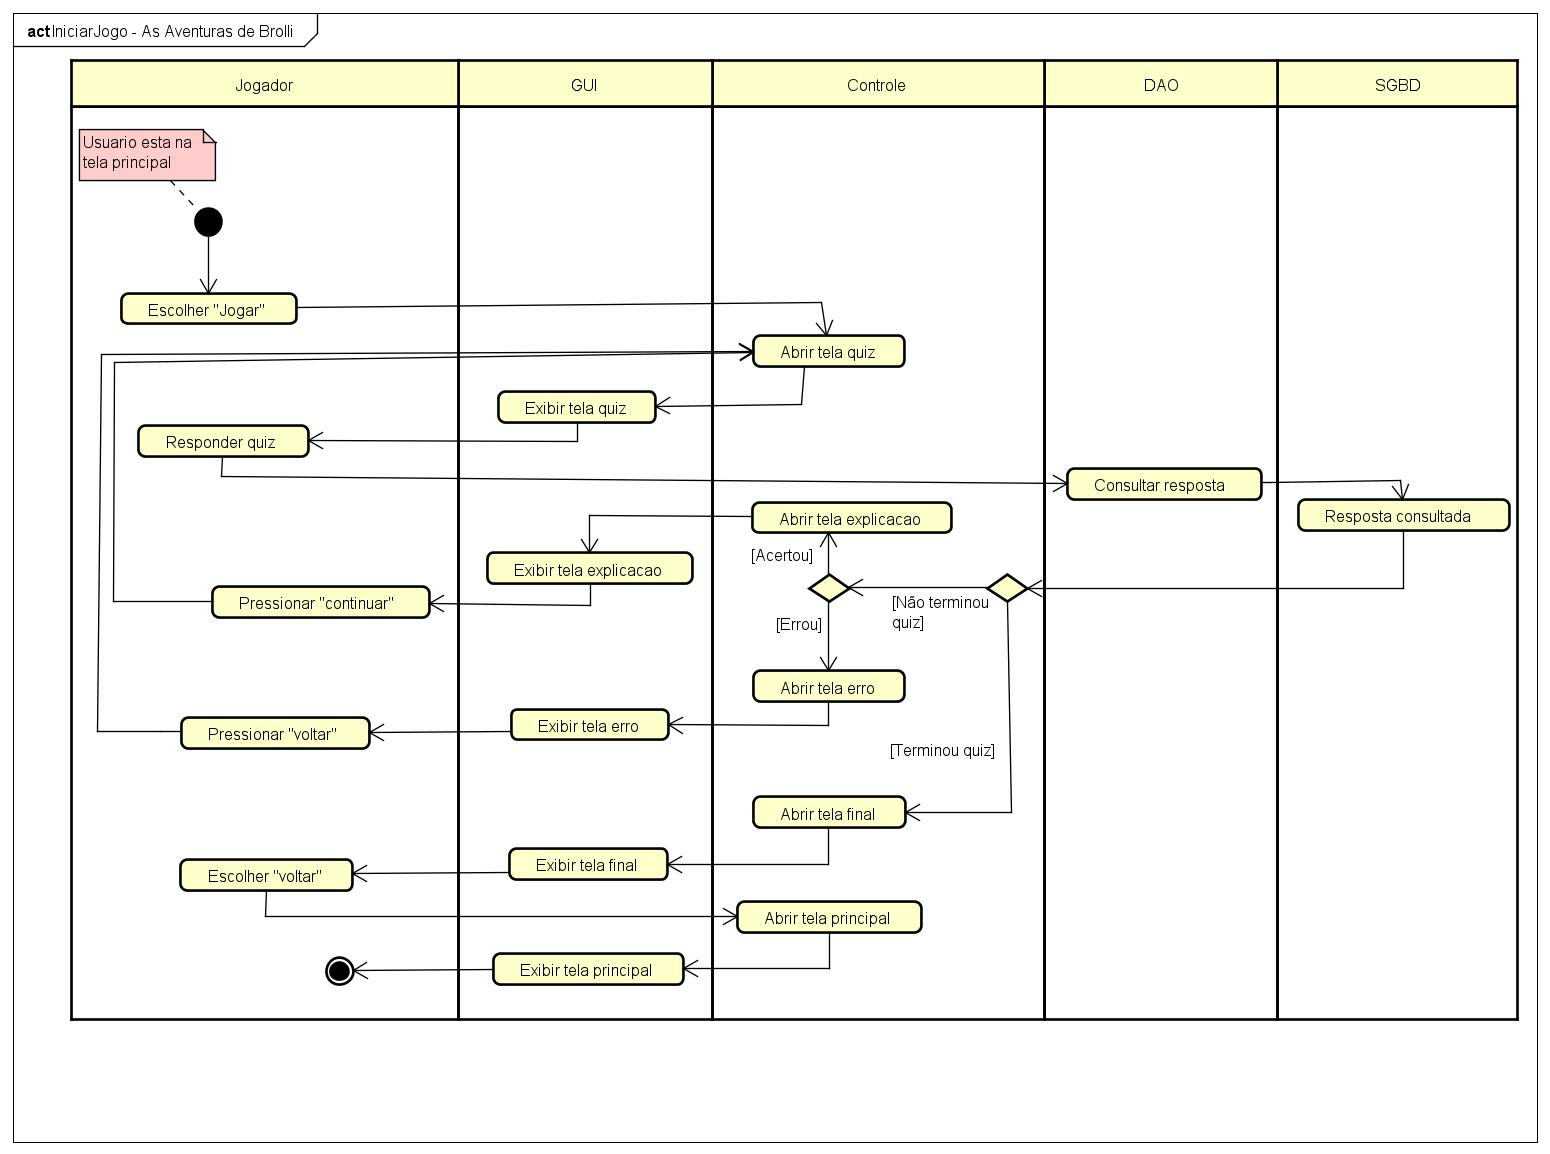 actIniciarJogo - As Aventuras de Brolli
Jogador
GUI
Controle
DAO
SGBD
Usuario esta na
tela principal
Escolher "Jogar"
Abrir tela quiz
Exibir tela quiz
Responder quiz
Consultar resposta
Resposta consultada
Abrir tela explicacao
[Acertou]
Exibir tela explicacao
Pressionar "continuar"
[Não terminou
quiz]
[Errou]
Abrir tela erro
Exibir tela erro
Pressionar "voltar"
[Terminou quiz]
Abrir tela final
Exibir tela final
Escolher "voltar"
Abrir tela principal
Exibir tela principal